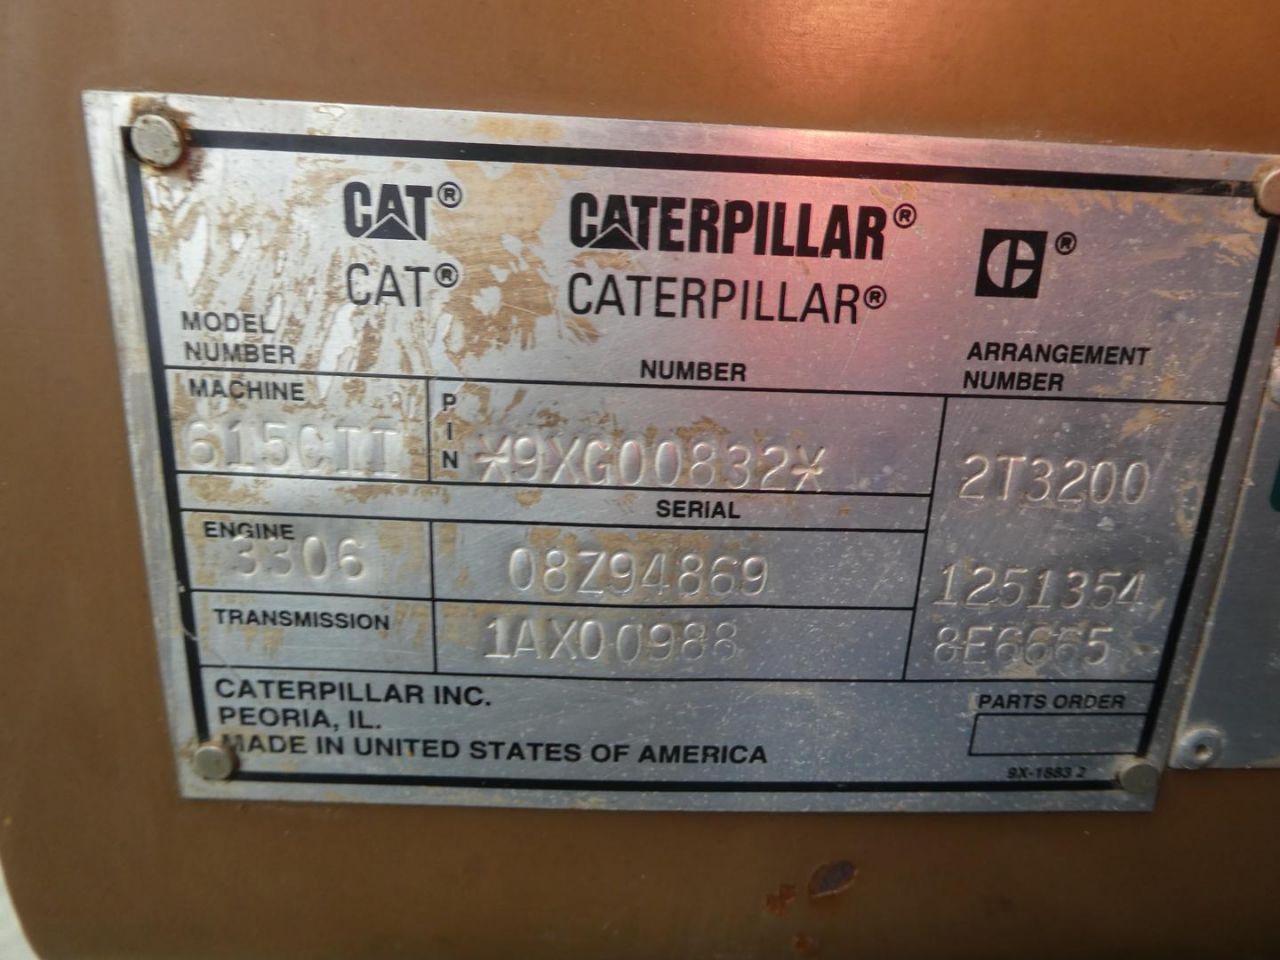 CAT® CATERPILLAR® ®
CAT® CATERPILLAR®
MODEL
NUMBER NUMBER ARRANGEMENT
NUMBER
MACHINE PIN
615CII *9XG00832* 2T3200
SERIAL
ENGINE
3306 08Z94869 1251354
TRANSMISSION 1AX00988 8E6665
CATERPILLAR INC.
PEORIA, IL. PARTS ORDER
MADE IN UNITED STATES OF AMERICA
9X-1883 2